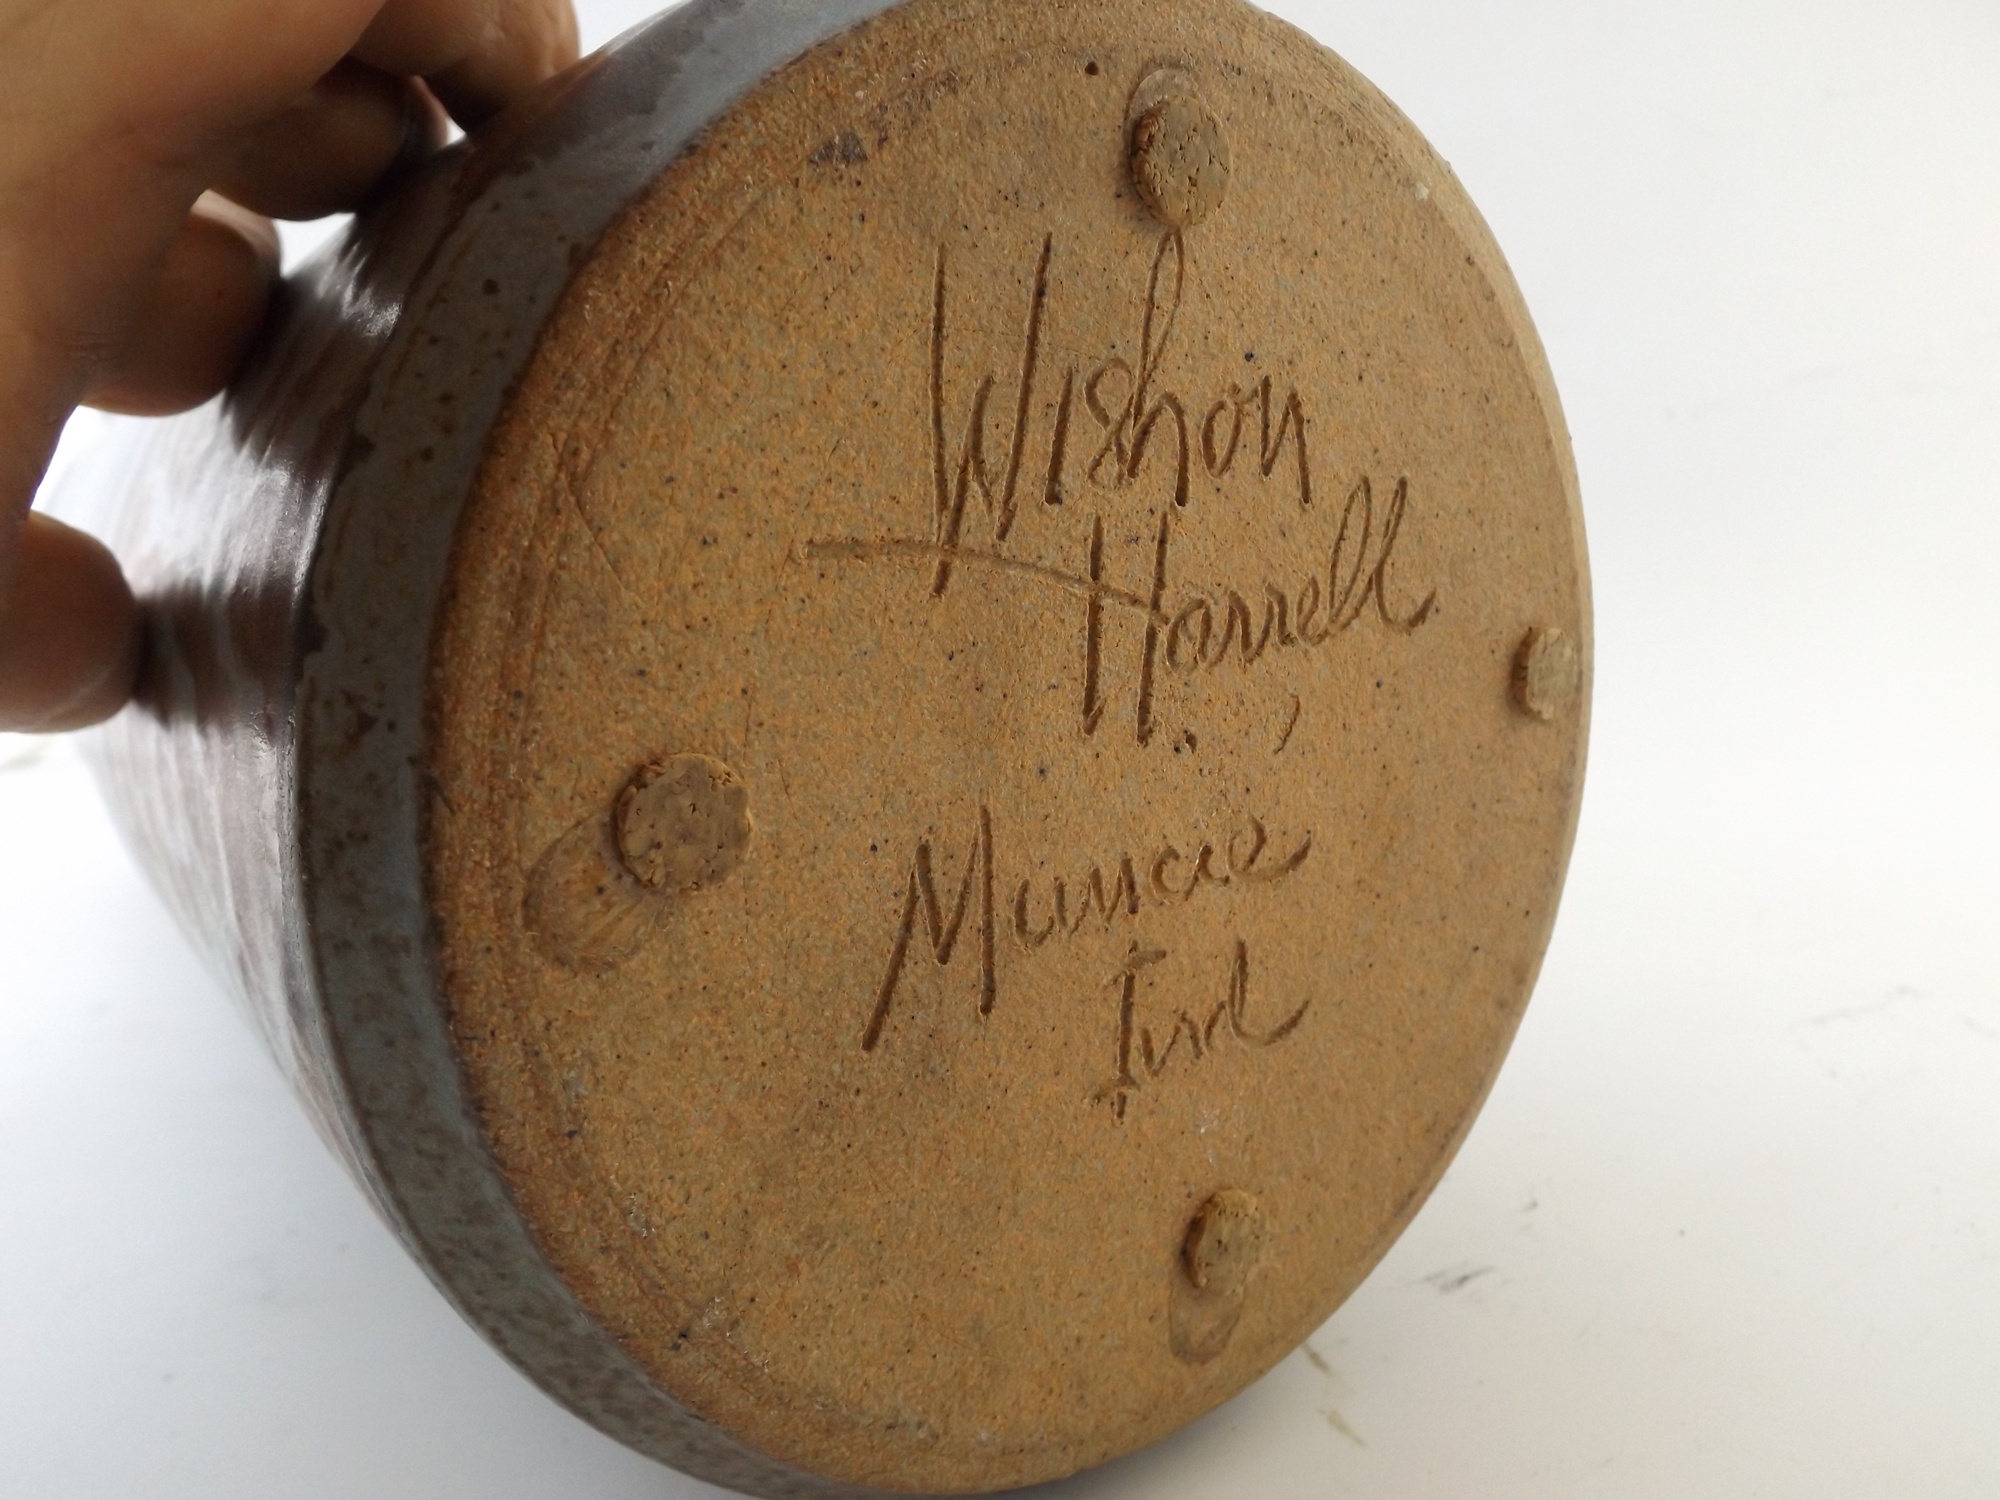 Wishon
Harrell
Muncie
Ind